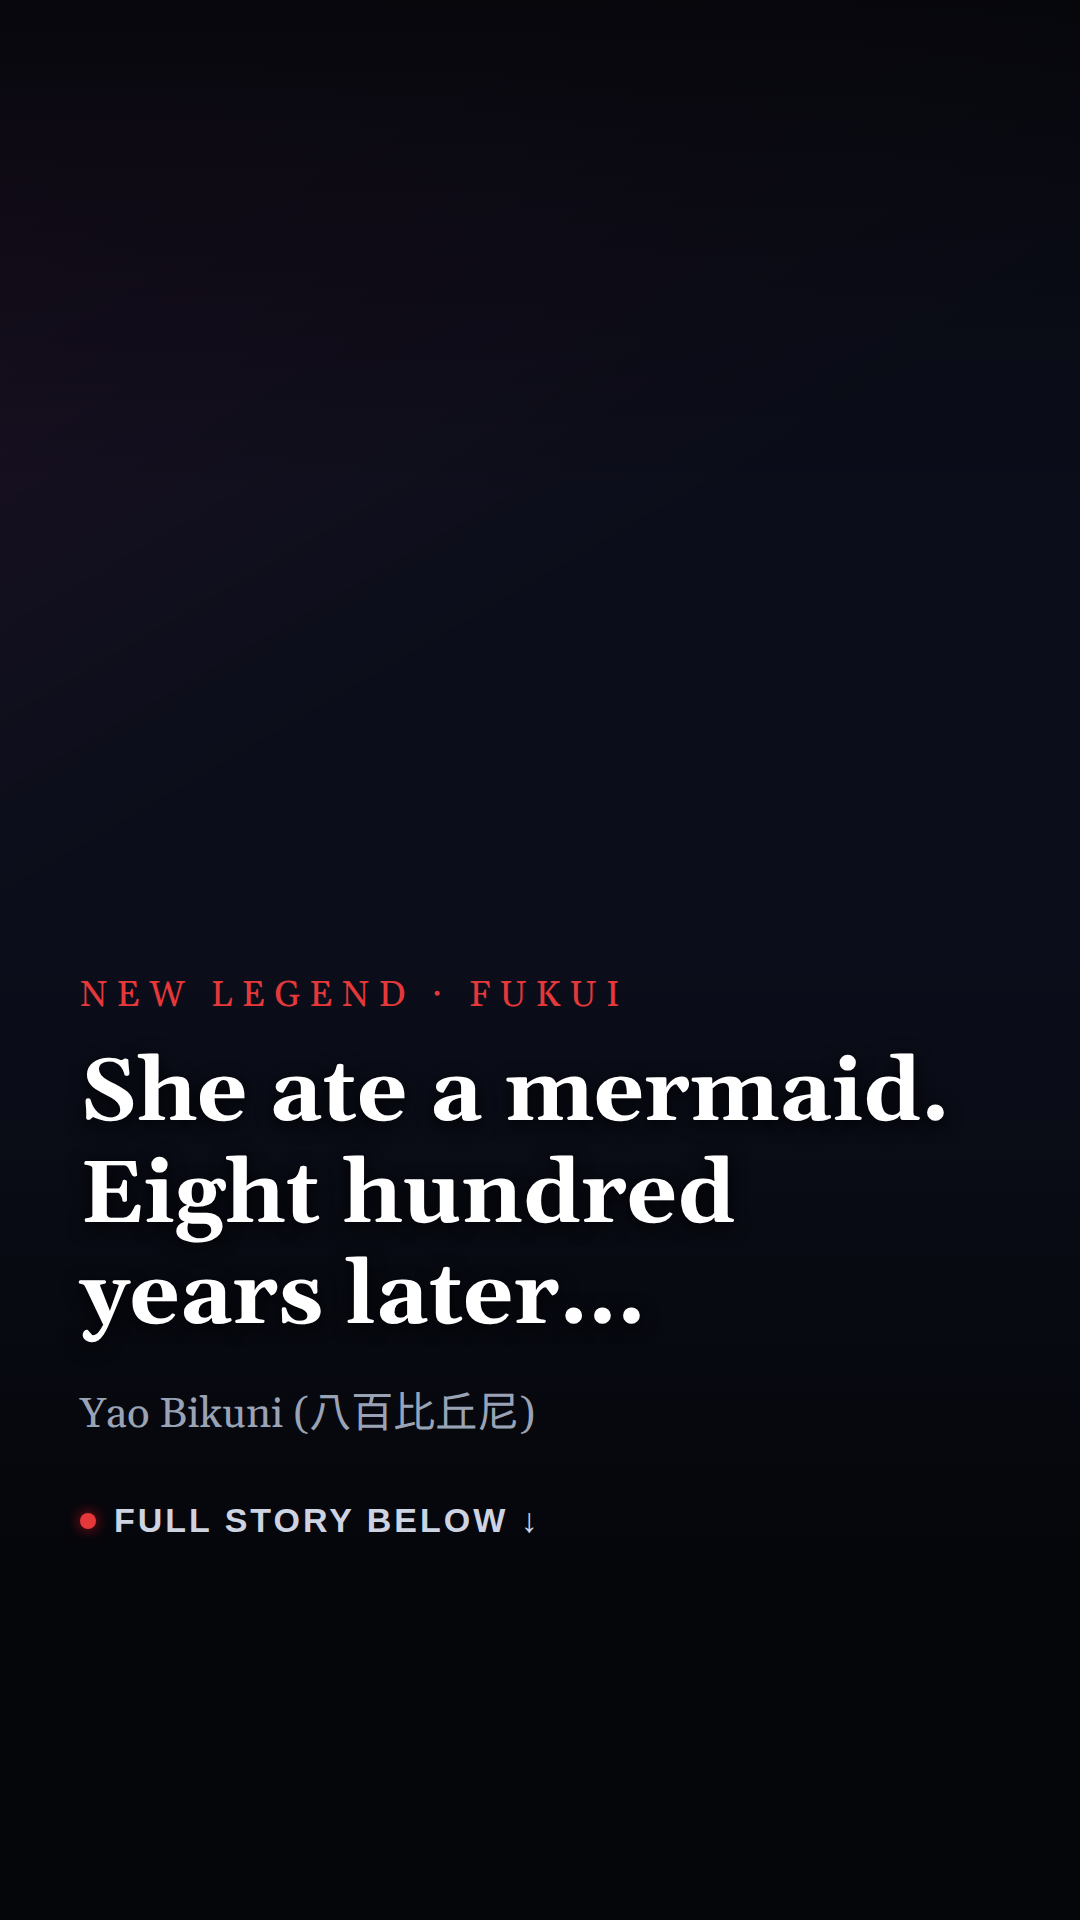 NEW LEGEND · FUKUI
She ate a mermaid.
Eight hundred
years later...
Yao Bikuni (八百比丘尼)
FULL STORY BELOW ↓